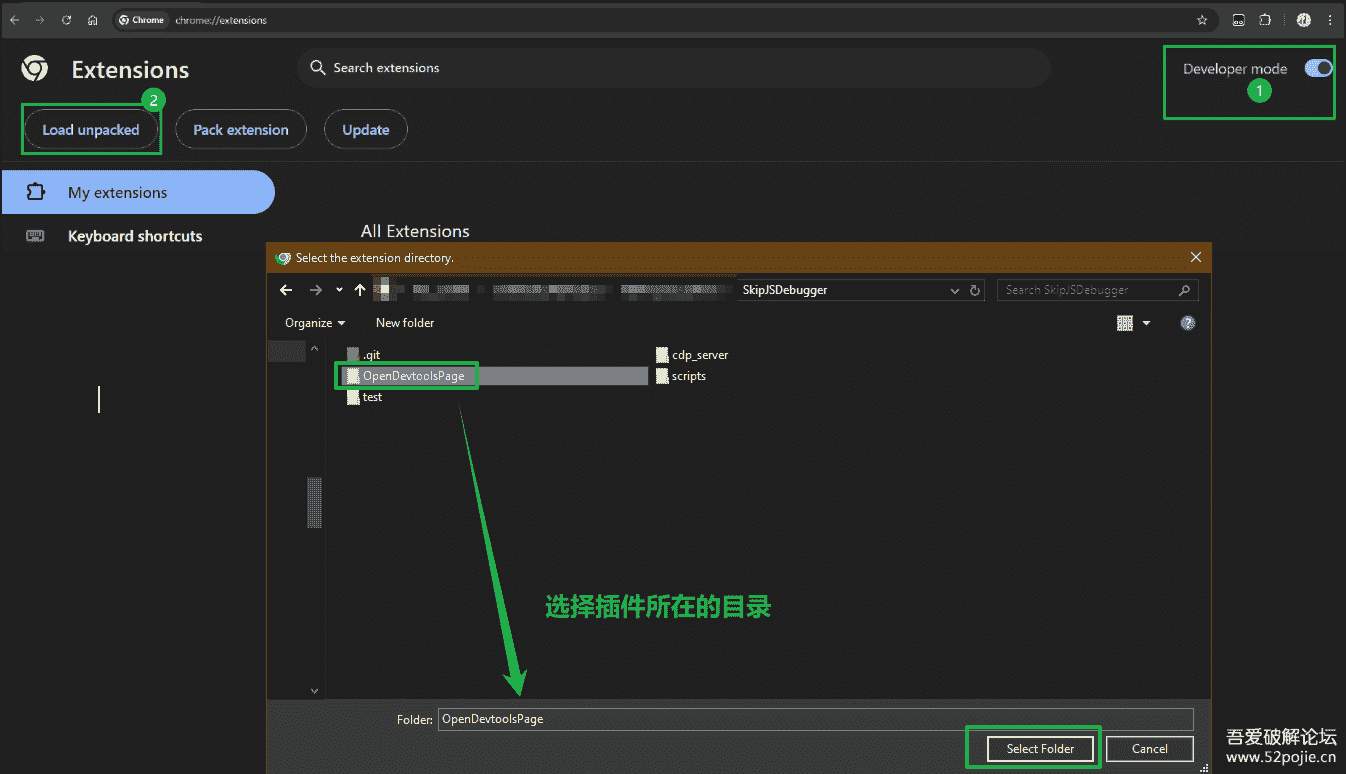 Chrome chrome://extensions
Extensions
Search extensions
Developer mode
1
2
Load unpacked
Pack extension
Update
My extensions
Keyboard shortcuts
All Extensions
Select the extension directory.
SkipJSDebugger
Search SkipJSDebugger
Organize
New folder
.git
cdp_server
OpenDevtoolsPage
scripts
test
选择插件所在的目录
Folder: OpenDevtoolsPage
Select Folder
Cancel
吾爱破解论坛
www.52pojie.cn